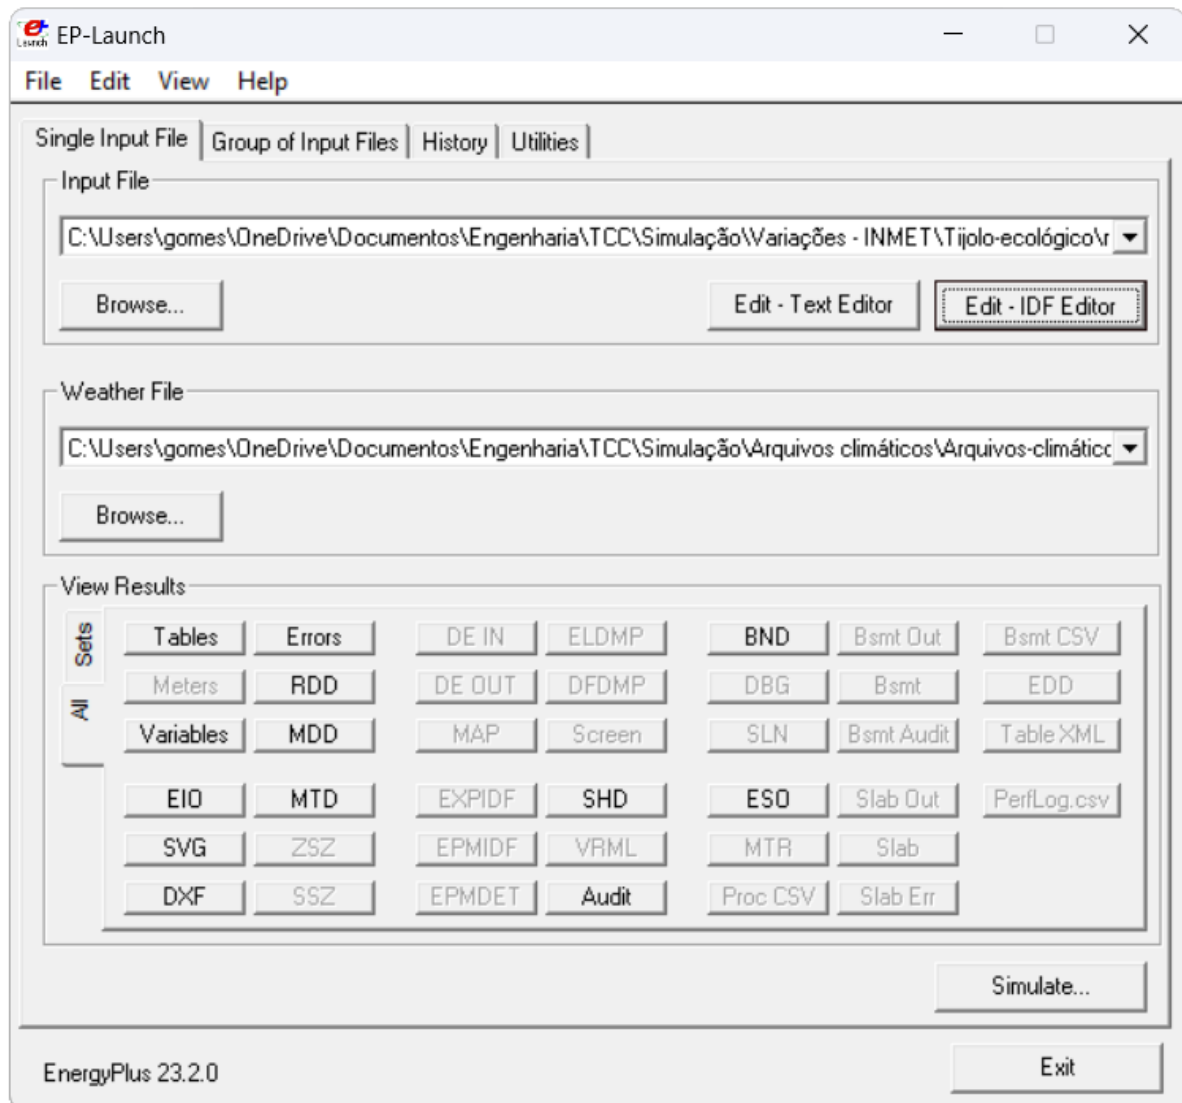 EP-Launch
File Edit View Help
Single Input File Group of Input Files History Utilities
Input File
C:\Users\gomes\OneDrive\Documentos\Engenharia\TCC\Simulação\Variações - INMET\Tijolo-ecológico\r
Browse... Edit - Text Editor Edit - IDF Editor
Weather File
C:\Users\gomes\OneDrive\Documentos\Engenharia\TCC\Simulação\Arquivos climáticos\Arquivos-climátic
Browse...
View Results
Sets
All
Tables Errors DE IN ELDMP BND Bsmt Out Bsmt CSV
Meters RDD DE OUT DFDMP DBG Bsmt EDD
Variables MDD MAP Screen SLN Bsmt Audit Table XML
EIO MTD EXPIDF SHD ESO Slab Out PerfLog.csv
SVG ZSZ EPMIDF VRML MTR Slab
DXF SSZ EPMDET Audit Proc CSV Slab Err
Simulate...
EnergyPlus 23.2.0 Exit